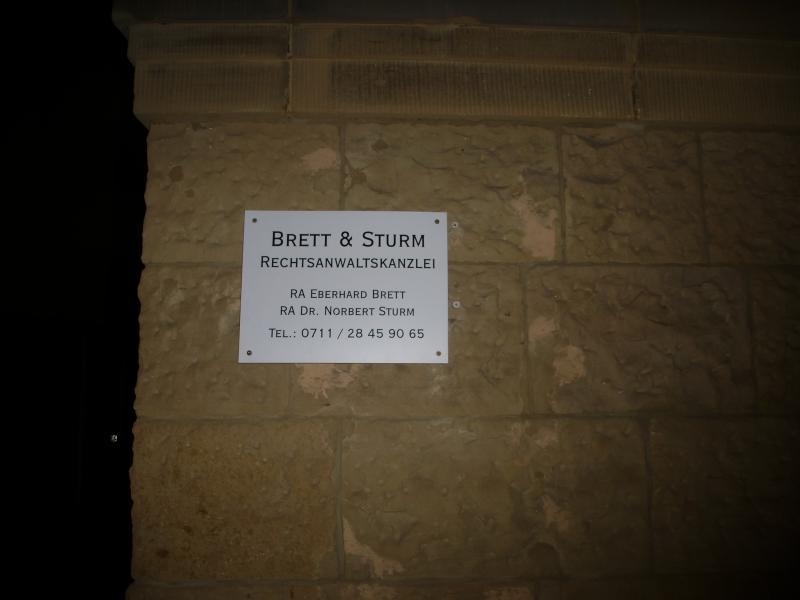 BRETT & STURM
RECHTSANWALTSKANZLEI
RA EBERHARD BRETT
RA DR. NORBERT STURM
TEL.: 0711 / 28 45 90 65